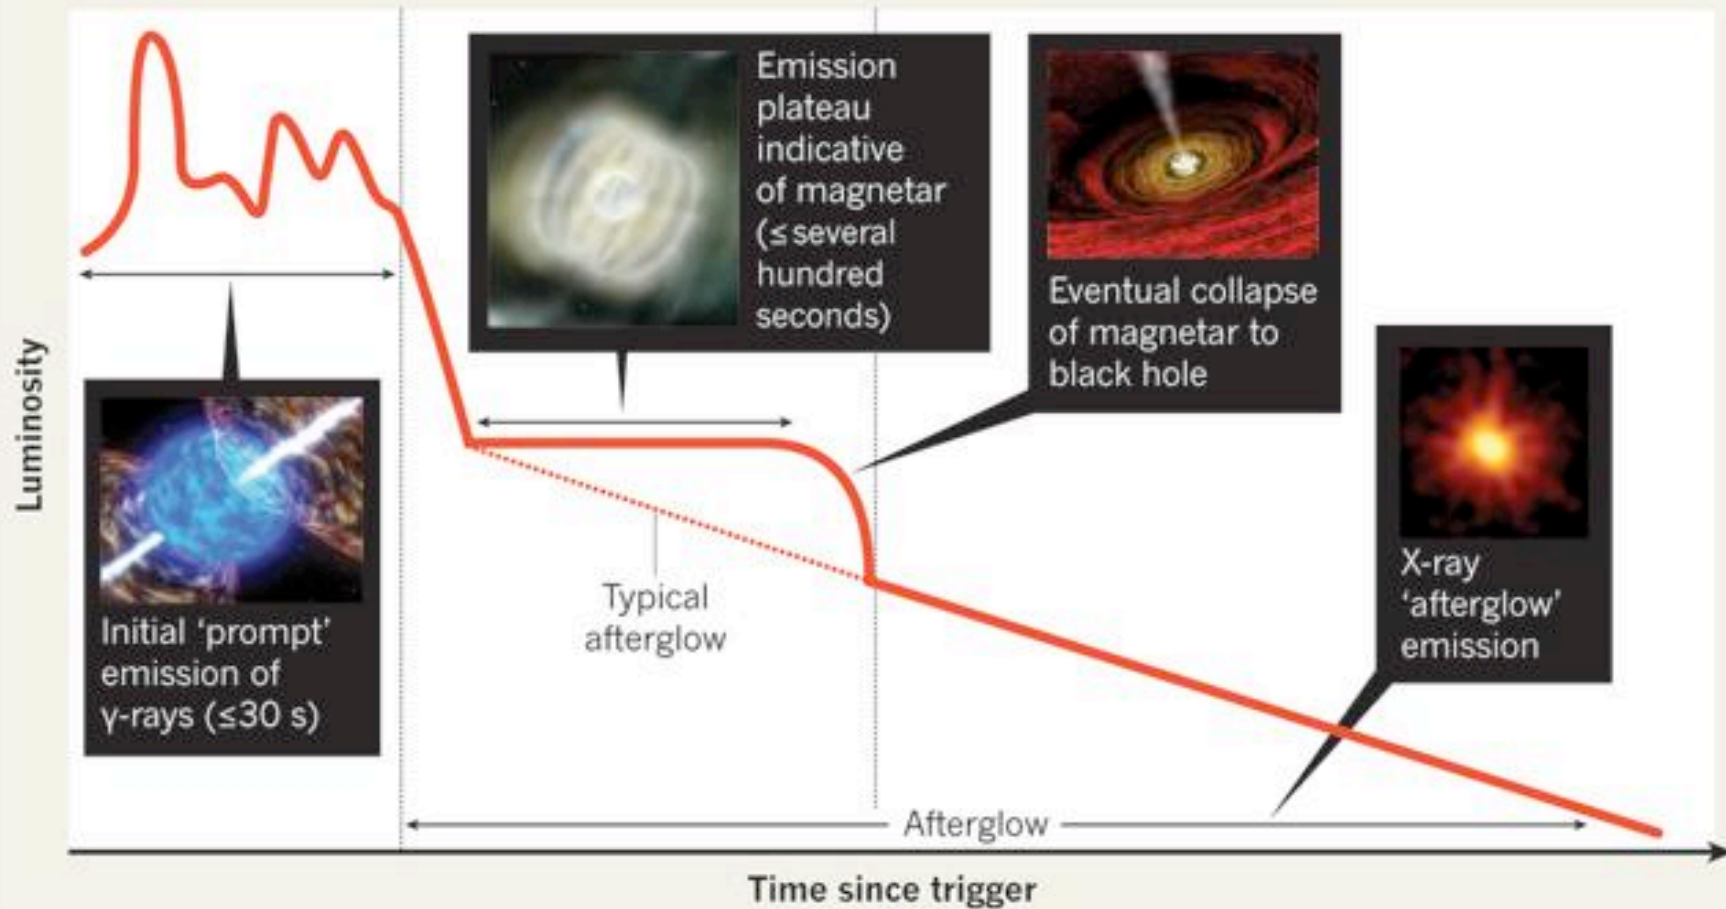 Luminosity
Initial ‘prompt’
emission of
γ-rays (≤30 s)
Emission
plateau
indicative
of magnetar
(≤several
hundred
seconds)
Eventual collapse
of magnetar to
black hole
X-ray
‘afterglow’
emission
Typical
afterglow
Afterglow
Time since trigger